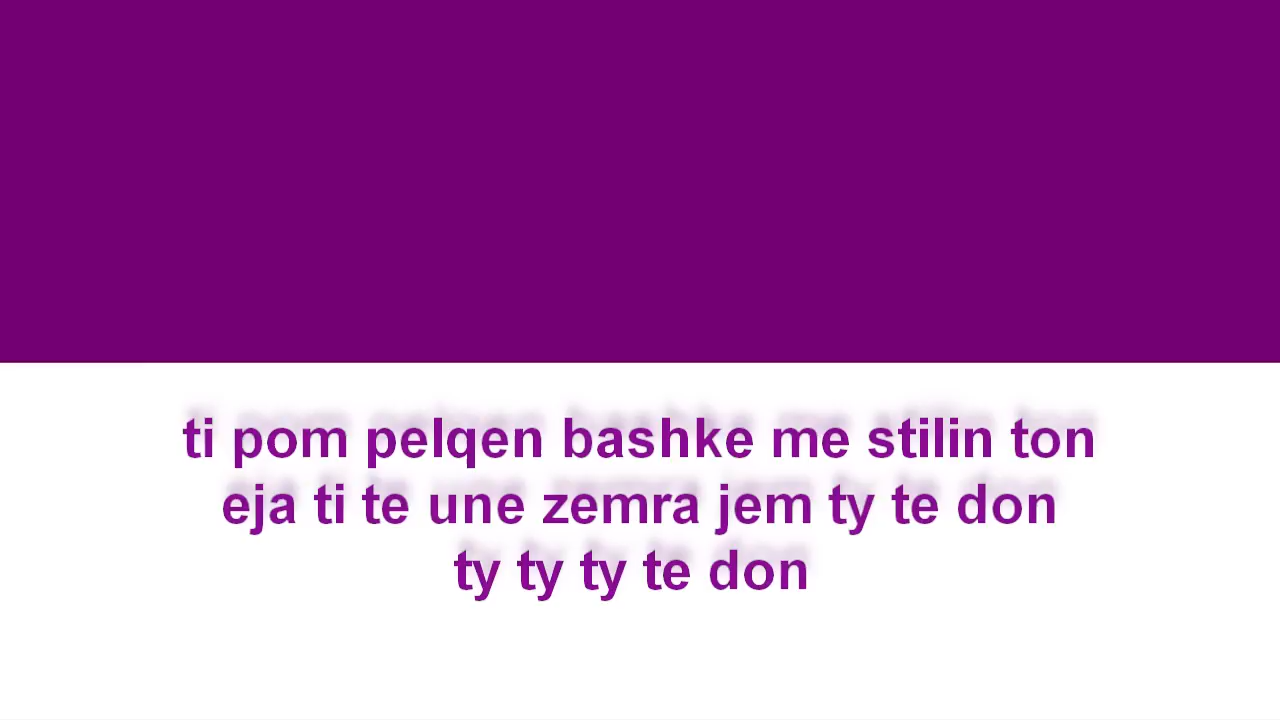 ti pom pelqen bashke me stilin ton
eja ti te une zemra jem ty te don
ty ty ty te don